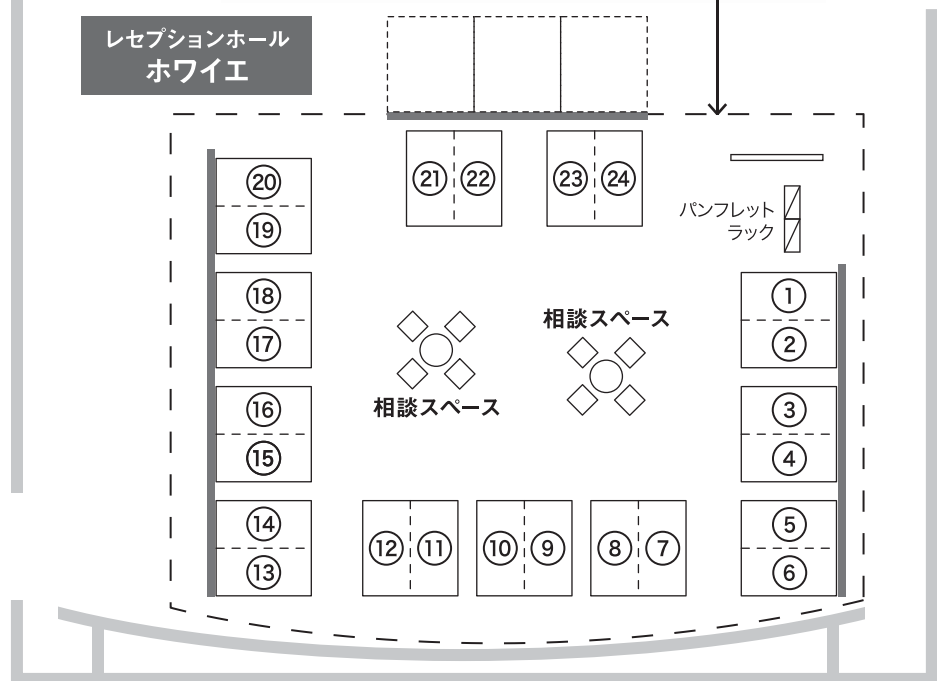 レセプションホール
ホワイエ
㉑ ㉒ ㉓ ㉔
パンフレット
ラック
⑳
⑲
⑱
⑰
⑯
⑮
⑭
⑬
相談スペース
相談スペース
①
②
③
④
⑤
⑥
⑫ ⑪ ⑩ ⑨ ⑧ ⑦